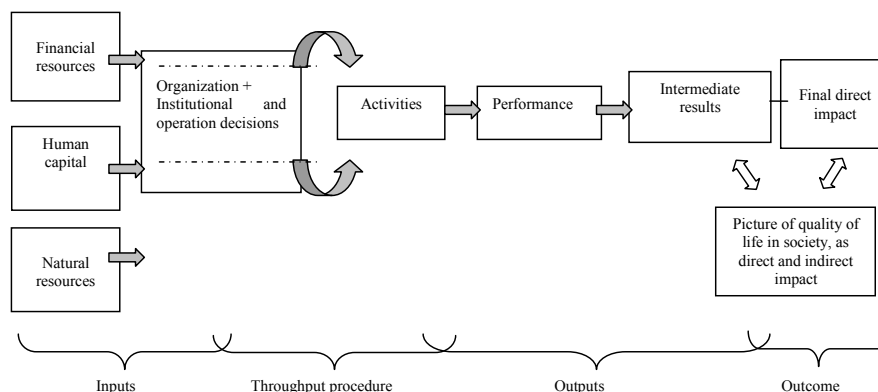 Financial
resources
Human
capital
Natural
resources
Organization +
Institutional and
operation decisions
Activities
Performance
Intermediate
results
Final direct
impact
Picture of quality of
life in society, as
direct and indirect
impact
Inputs
Throughput procedure
Outputs
Outcome